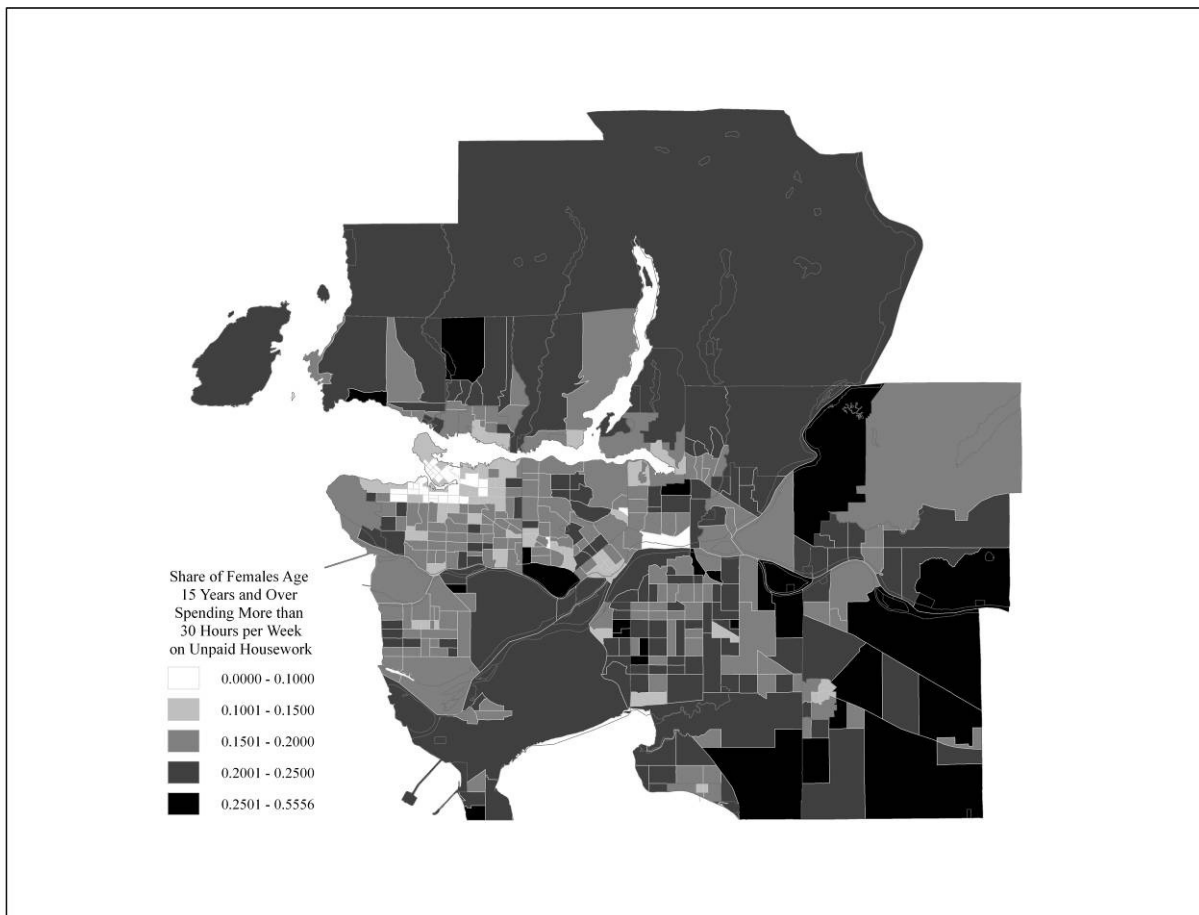 Share of Females Age
15 Years and Over
Spending More than
30 Hours per Week
on Unpaid Housework
0.0000 - 0.1000
0.1001 - 0.1500
0.1501 - 0.2000
0.2001 - 0.2500
0.2501 - 0.5556